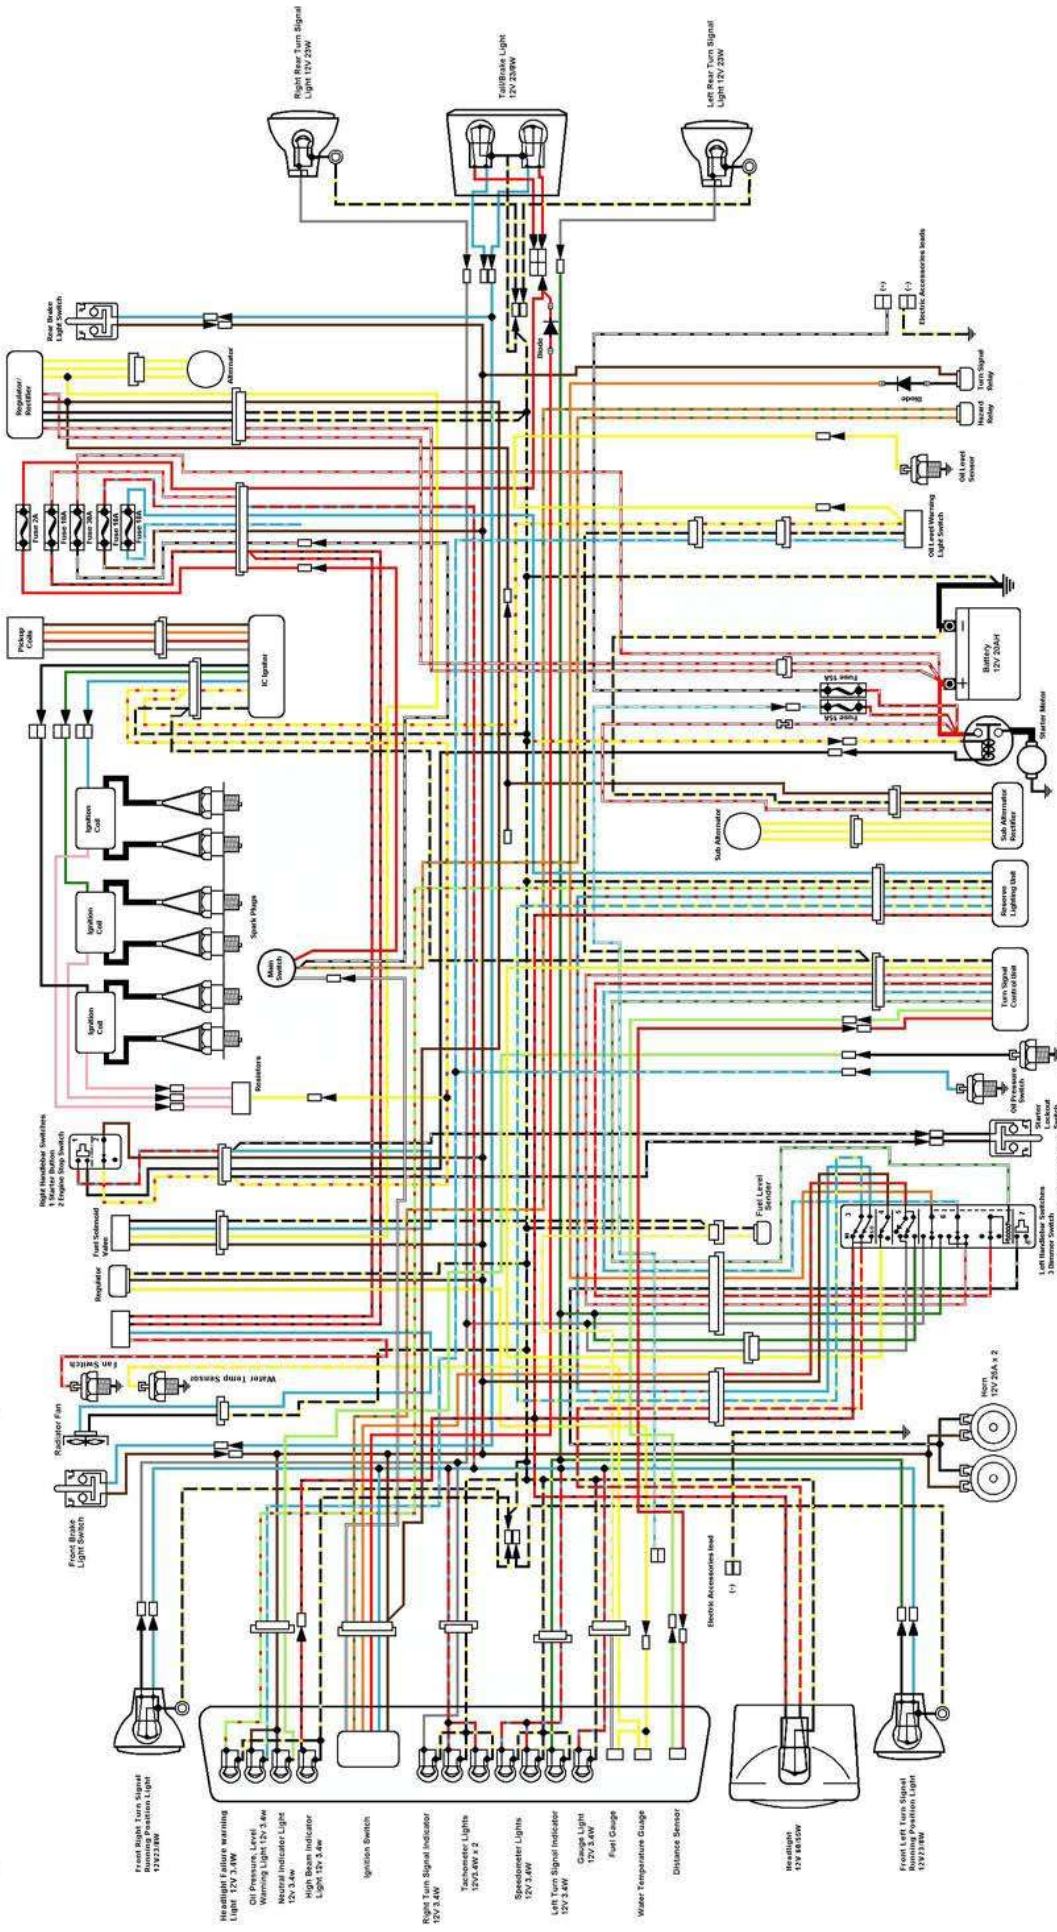 Right Rear Turn Signal
Light 12V 23W
Tail/Brake Light
12V 23/8W
Left Rear Turn Signal
Light 12V 23W
Rear Brake
Light Switch
Regulator/
Rectifier
Alternator
Fuse 2A
Fuse 10A
Fuse 30A
Fuse 10A
Fuse 10A
Diode
(-)
(-)
Electric Accessories leads
Turn Signal
Relay
Diode
Hazard
Relay
Oil Level
Sensor
Oil Level Warning
Light Switch
Pickup
Coils
IC Igniter
Battery
12V 20AH
Fuse 15A
Fuse 15A
Starter Motor
Ignition
Coil
Ignition
Coil
Ignition
Coil
Spark Plugs
Sub Alternator
Sub Alternator
Rectifier
Main
Switch
Reserve
Lighting Unit
Turn Signal
Control Unit
Resistors
Oil Pressure
Switch
Starter
Lockout
Switch
Right Handlebar Switches
1 Starter Button
2 Engine Stop Switch
1
2
Fuel Solenoid
Valve
Fuel Level
Sender
Regulator
3
4
5
6
7
Left Handlebar Switches
3 Dimmer Switch
Fan Switch
Water Temp Sensor
Radiator Fan
Horn
12V 25A x 2
Front Brake
Light Switch
Electric Accessories lead
(-)
Front Right Turn Signal
Running Position Light
12V23/8W
Headlight Failure warning
Light 12V 3.4W
Oil Pressure, Level
Warning Light 12v 3.4w
Neutral Indicator Light
12v 3.4w
High Beam Indicator
Light 12v 3.4w
Ignition Switch
Right Turn Signal Indicator
12V 3.4W
Tachometer Lights
12V3.4W x 2
Speedometer Lights
12V 3.4W
Left Turn Signal Indicator
12V 3.4W
Gauge Light
12V 3.4W
Fuel Gauge
Water Temperature Guage
Distance Sensor
Headlight
12V 60/55W
Front Left Turn Signal
Running Position Light
12V23/8W